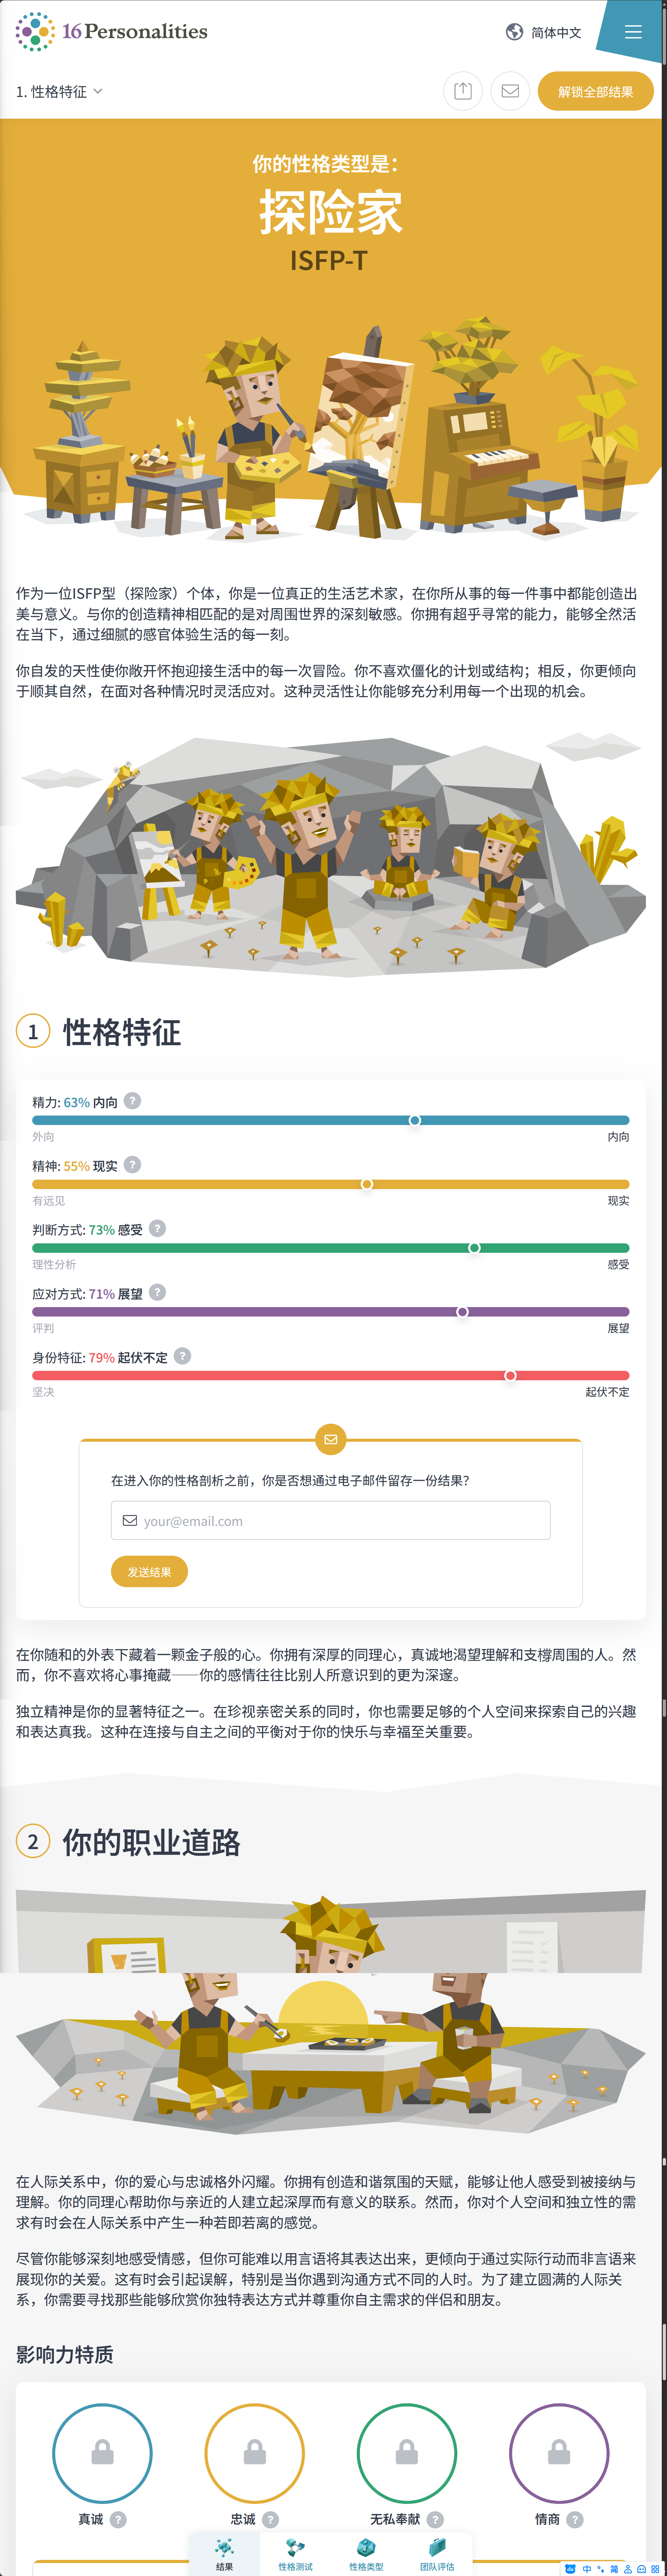 16Personalities
简体中文
1. 性格特征
解锁全部结果
你的性格类型是：
探险家
ISFP-T
作为一位ISFP型（探险家）个体，你是一位真正的生活艺术家，在你所从事的每一件事中都能创造出
美与意义。与你的创造精神相匹配的是对周围世界的深刻敏感。你拥有超乎寻常的能力，能够全然活
在当下，通过细腻的感官体验生活的每一刻。
你自发的天性使你敞开怀抱迎接生活中的每一次冒险。你不喜欢僵化的计划或结构；相反，你更倾向
于顺其自然，在面对各种情况时灵活应对。这种灵活性让你能够充分利用每一个出现的机会。
1 性格特征
精力: 63% 内向 ?
外向 内向
精神: 55% 现实 ?
有远见 现实
判断方式: 73% 感受 ?
理性分析 感受
应对方式: 71% 展望 ?
评判 展望
身份特征: 79% 起伏不定 ?
坚决 起伏不定
在进入你的性格剖析之前，你是否想通过电子邮件留存一份结果？
your@email.com
发送结果
在你随和的外表下藏着一颗金子般的心。你拥有深厚的同理心，真诚地渴望理解和支撑周围的人。然
而，你不喜欢将心事掩藏——你的感情往往比别人所意识到的更为深邃。
独立精神是你的显著特征之一。在珍视亲密关系的同时，你也需要足够的个人空间来探索自己的兴趣
和表达真我。这种在连接与自主之间的平衡对于你的快乐与幸福至关重要。
2 你的职业道路
在人际关系中，你的爱心与忠诚格外闪耀。你拥有创造和谐氛围的天赋，能够让他人感受到被接纳与
理解。你的同理心帮助你与亲近的人建立起深厚而有意义的联系。然而，你对个人空间和独立性的需
求有时会在人际关系中产生一种若即若离的感觉。
尽管你能够深刻地感受情感，但你可能难以用言语将其表达出来，更倾向于通过实际行动而非言语来
展现你的关爱。这有时会引起误解，特别是当你遇到沟通方式不同的人时。为了建立圆满的人际关
系，你需要寻找那些能够欣赏你独特表达方式并尊重你自主需求的伴侣和朋友。
影响力特质
真诚 ? 忠诚 ? 无私奉献 ? 情商 ?
结果 性格测试 性格类型 团队评估
中 简